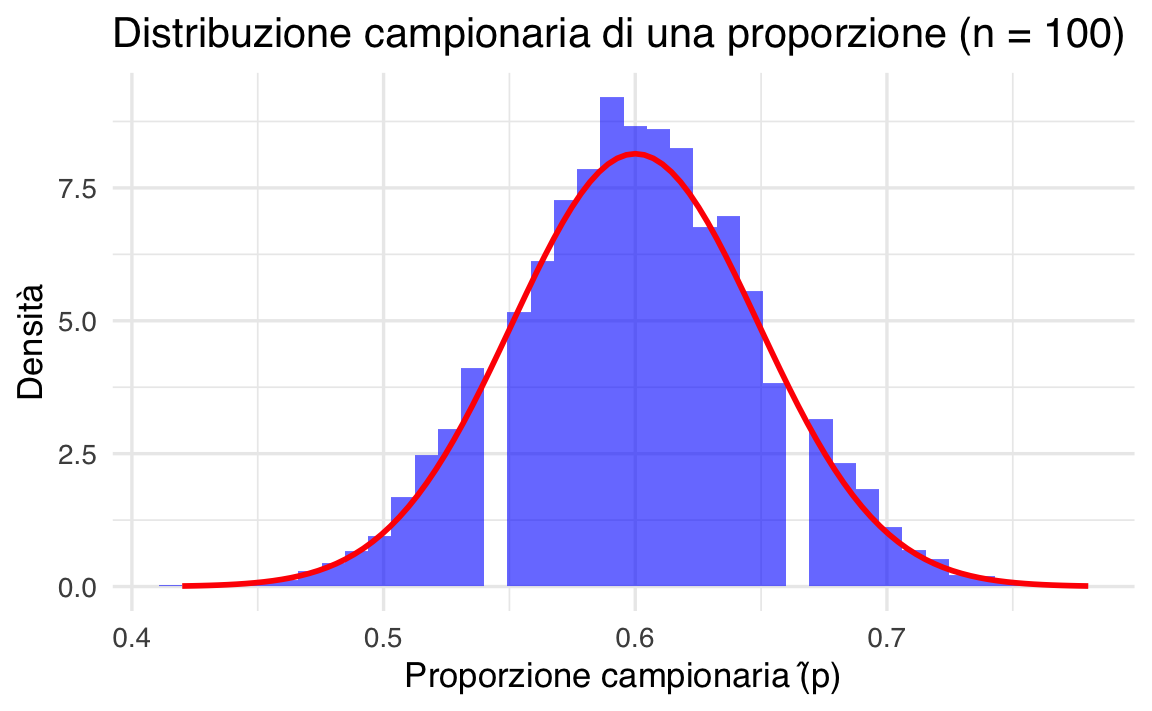 Distribuzione campionaria di una proporzione (n = 100)
Densità
7.5
5.0
2.5
0.0
0.4 0.5 0.6 0.7
Proporzione campionaria ̂(p)